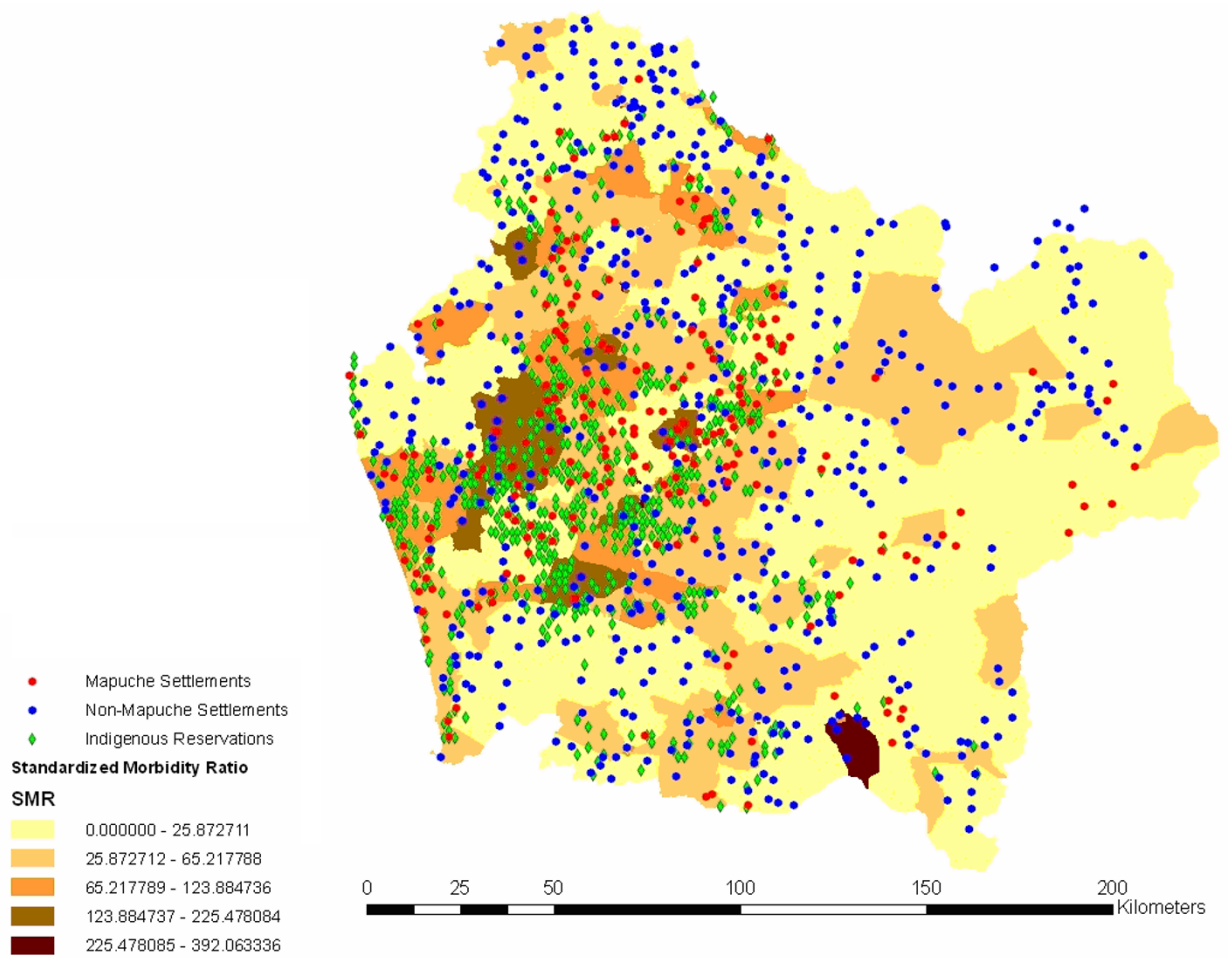 Mapuche Settlements
Non-Mapuche Settlements
Indigenous Reservations
Standardized Morbidity Ratio
SMR
0.000000 - 25.872711
25.872712 - 65.217788
65.217789 - 123.884736
123.884737 - 225.478084
225.478085 - 392.063336
0 25 50 100 150 200
Kilometers